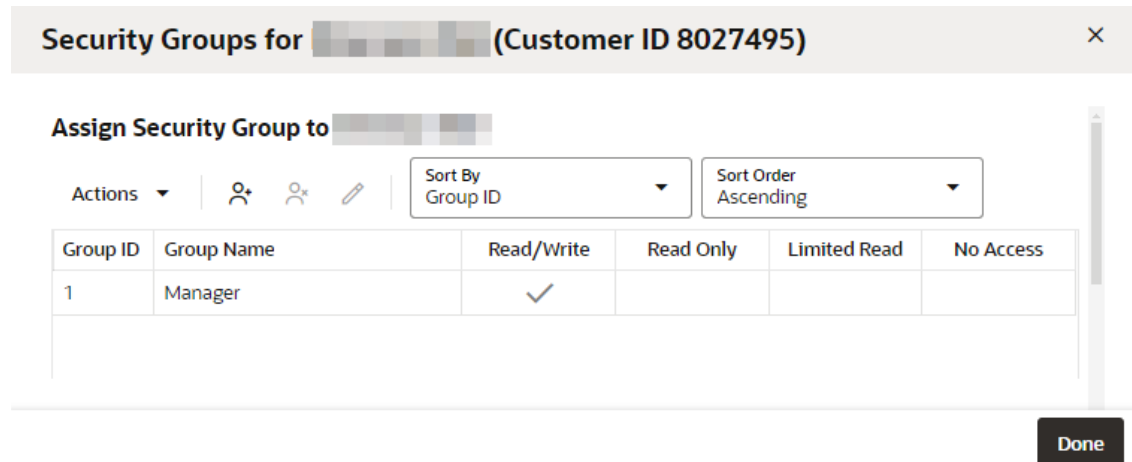 Security Groups for (Customer ID 8027495)
Assign Security Group to
Actions
Sort By
Group ID
Sort Order
Ascending
Group ID Group Name Read/Write Read Only Limited Read No Access
1 Manager
Done